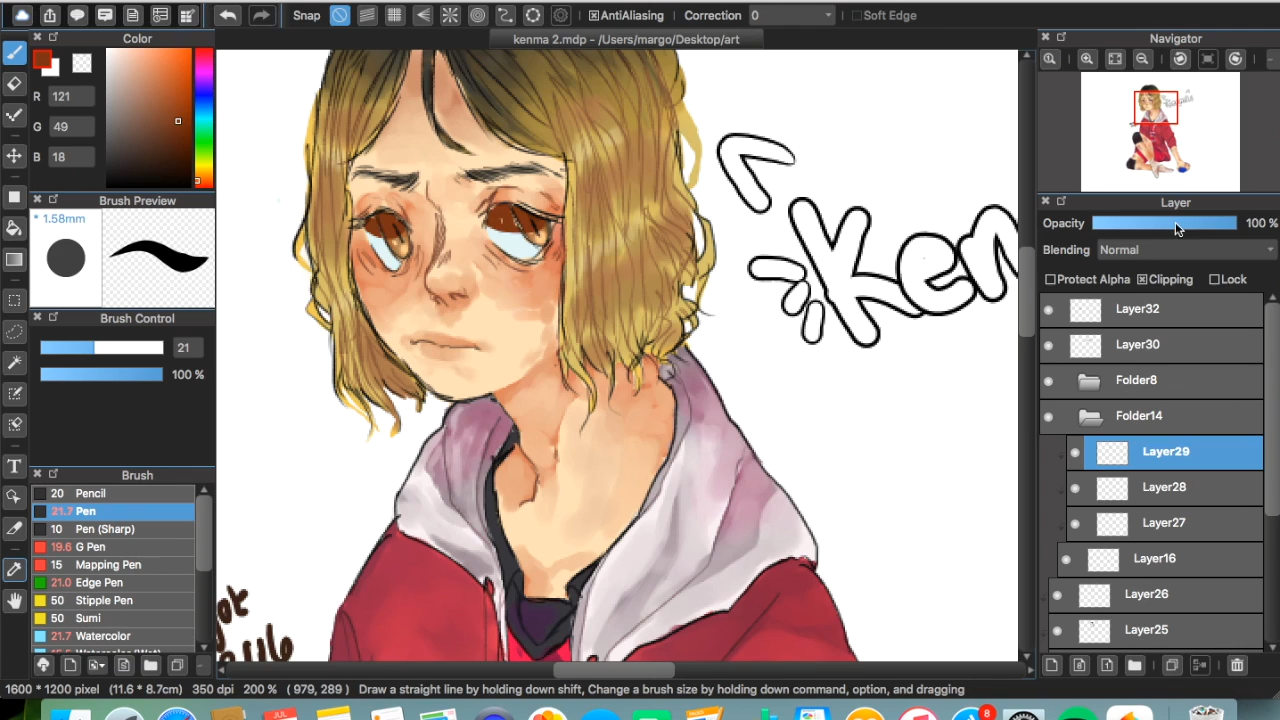 Snap AntiAliasing Correction 0 Soft Edge
Color
kenma 2.mdp - /Users/margo/Desktop/art
Navigator
R 121
G 49
B 18
Brush Preview
* 1.58mm
Layer
Opacity 100 %
Blending Normal
Protect Alpha Clipping Lock
Brush Control
21
100 %
Ken
Layer32
Layer30
Folder8
Folder14
Layer29
Layer28
Layer27
Layer16
Layer26
Layer25
Brush
20 Pencil
21.7 Pen
10 Pen (Sharp)
19.6 G Pen
15 Mapping Pen
21.0 Edge Pen
50 Stipple Pen
50 Sumi
21.7 Watercolor
1600 * 1200 pixel (11.6 * 8.7cm) 350 dpi 200 % ( 979, 289 ) Draw a straight line by holding down shift, Change a brush size by holding down command, option, and dragging
JUL
8